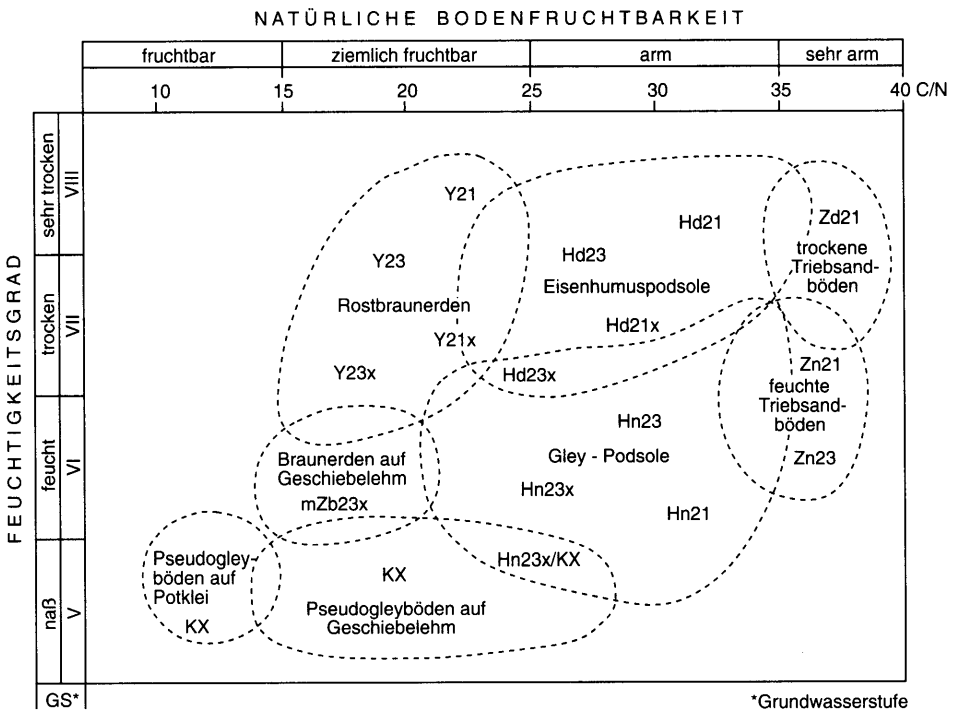 NATÜRLICHE BODENFRUCHTBARKEIT
fruchtbar ziemlich fruchtbar arm sehr arm
10 15 20 25 30 35 40 C/N
FEUCHTIGKEITSGRAD
sehr trocken VIII
trocken VII
feucht VI
naß V
Y21
Zd21
Hd21
Y23
Hd23
trockene
Triebsand-
böden
Eisenhumuspodsole
Rostbraunerden
Hd21x
Y21x
Y23x
Hd23x
Zn21
feuchte
Triebsand-
böden
Hn23
Braunerden auf
Geschiebelehm
Gley - Podsole
Zn23
mZb23x
Hn23x
Hn21
Pseudogley-
böden auf
Potklei
KX
Hn23x/KX
KX
Pseudogleyböden auf
Geschiebelehm
GS*
*Grundwasserstufe